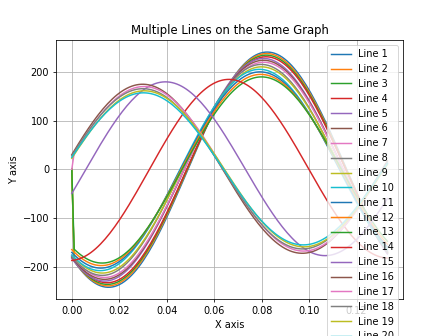 Multiple Lines on the Same Graph
Y axis
200
100
0
−100
−200
0.00
0.02
0.04
0.06
0.08
0.10
X axis
Line 1
Line 2
Line 3
Line 4
Line 5
Line 6
Line 7
Line 8
Line 9
Line 10
Line 11
Line 12
Line 13
Line 14
Line 15
Line 16
Line 17
Line 18
Line 19
Line 20